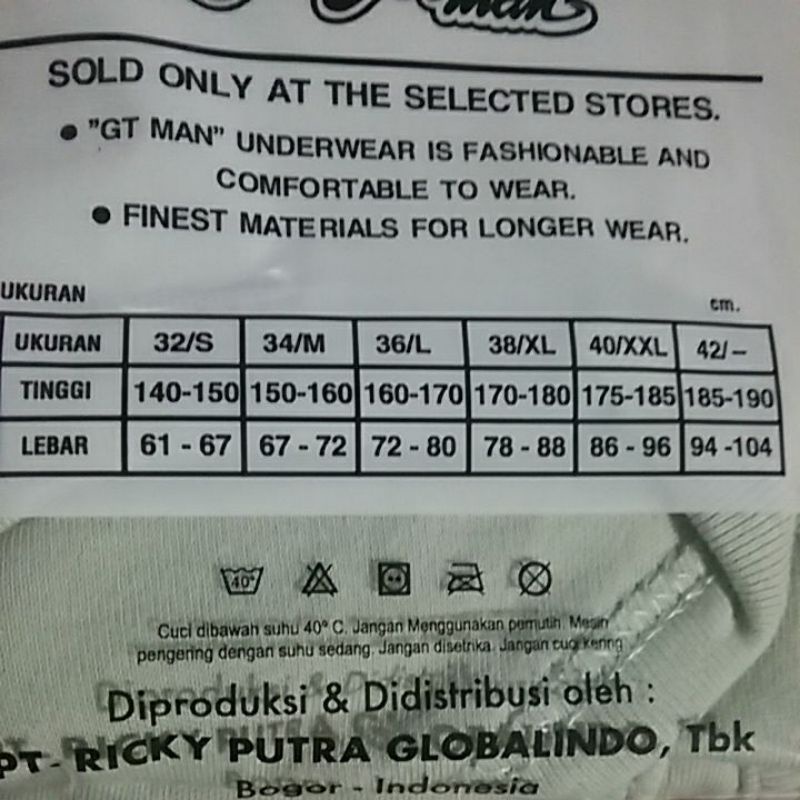 man
SOLD ONLY AT THE SELECTED STORES.
• "GT MAN" UNDERWEAR IS FASHIONABLE AND
COMFORTABLE TO WEAR.
• FINEST MATERIALS FOR LONGER WEAR.
UKURAN cm.
UKURAN 32/S 34/M 36/L 38/XL 40/XXL 42/–
TINGGI 140-150 150-160 160-170 170-180 175-185 185-190
LEBAR 61 - 67 67 - 72 72 - 80 78 - 88 86 - 96 94 -104
40°
Cuci dibawah suhu 40° C. Jangan Menggunakan pemutih. Mesin
pengering dengan suhu sedang. Jangan disetrika. Jangan cuci kering
Diproduksi & Didistribusi oleh :
PT- RICKY PUTRA GLOBALINDO, Tbk
Bogor - Indonesia